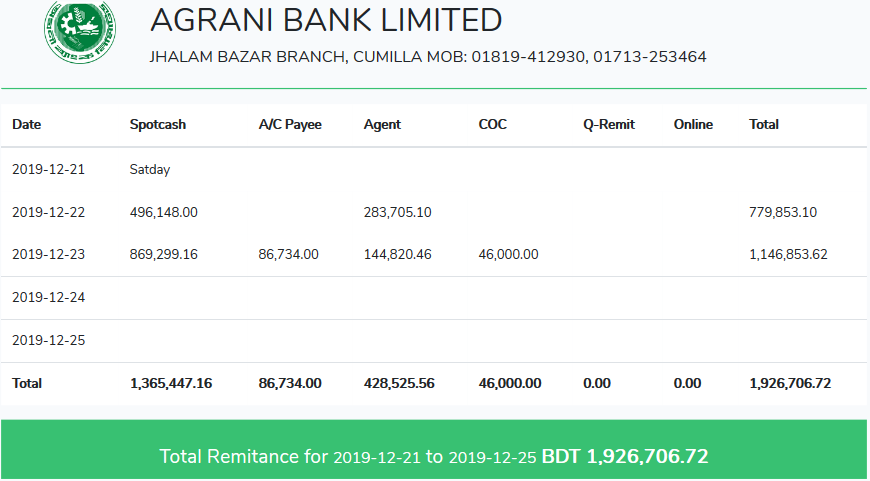 AGRANI BANK LIMITED
JHALAM BAZAR BRANCH, CUMILLA MOB: 01819-412930, 01713-253464
Date Spotcash A/C Payee Agent COC Q-Remit Online Total
2019-12-21 Satday
2019-12-22 496,148.00 283,705.10 779,853.10
2019-12-23 869,299.16 86,734.00 144,820.46 46,000.00 1,146,853.62
2019-12-24
2019-12-25
Total 1,365,447.16 86,734.00 428,525.56 46,000.00 0.00 0.00 1,926,706.72
Total Remitance for 2019-12-21 to 2019-12-25 BDT 1,926,706.72